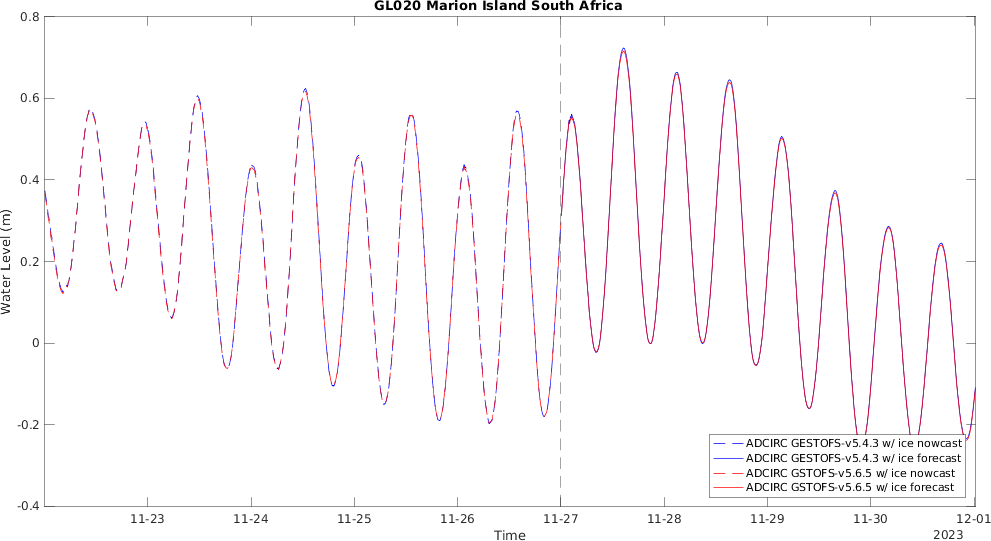 GL020 Marion Island South Africa
0.8
0.6
0.4
0.2
0
-0.2
-0.4
Water Level (m)
ADCIRC GESTOFS-v5.4.3 w/ ice nowcast
ADCIRC GESTOFS-v5.4.3 w/ ice forecast
ADCIRC GSTOFS-v5.6.5 w/ ice nowcast
ADCIRC GSTOFS-v5.6.5 w/ ice forecast
11-23 11-24 11-25 11-26 11-27 11-28 11-29 11-30 12-01
Time
2023